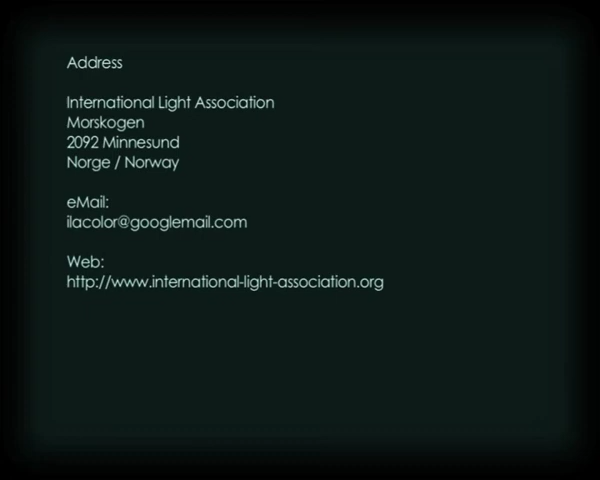 Address
International Light Association
Morskogen
2092 Minnesund
Norge / Norway
eMail:
ilacolor@googlemail.com
Web:
http://www.international-light-association.org